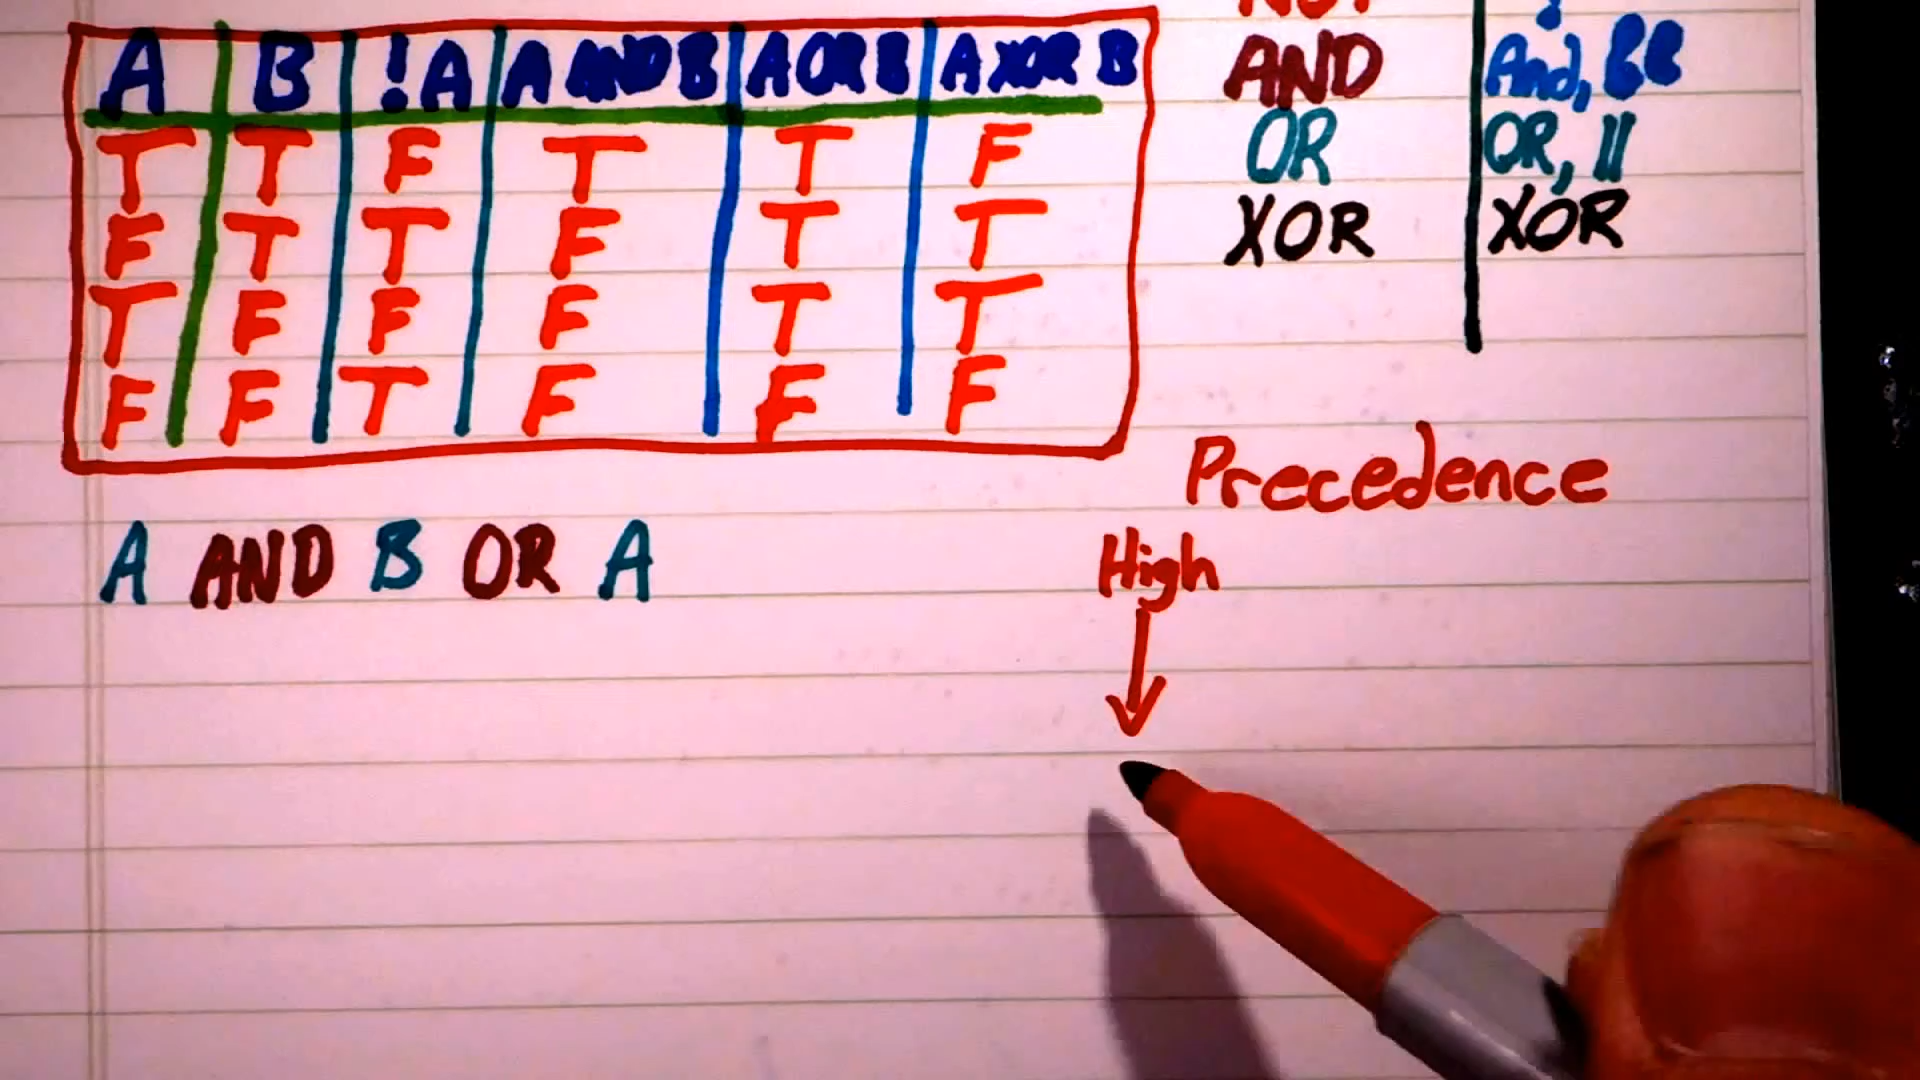 A B !A A AND B A OR B A XOR B
T T F T T F
F T T F T T
T F F F T T
F F T F F F
AND And, &&
OR OR, ||
XOR XOR
Precedence
A AND B OR A
High